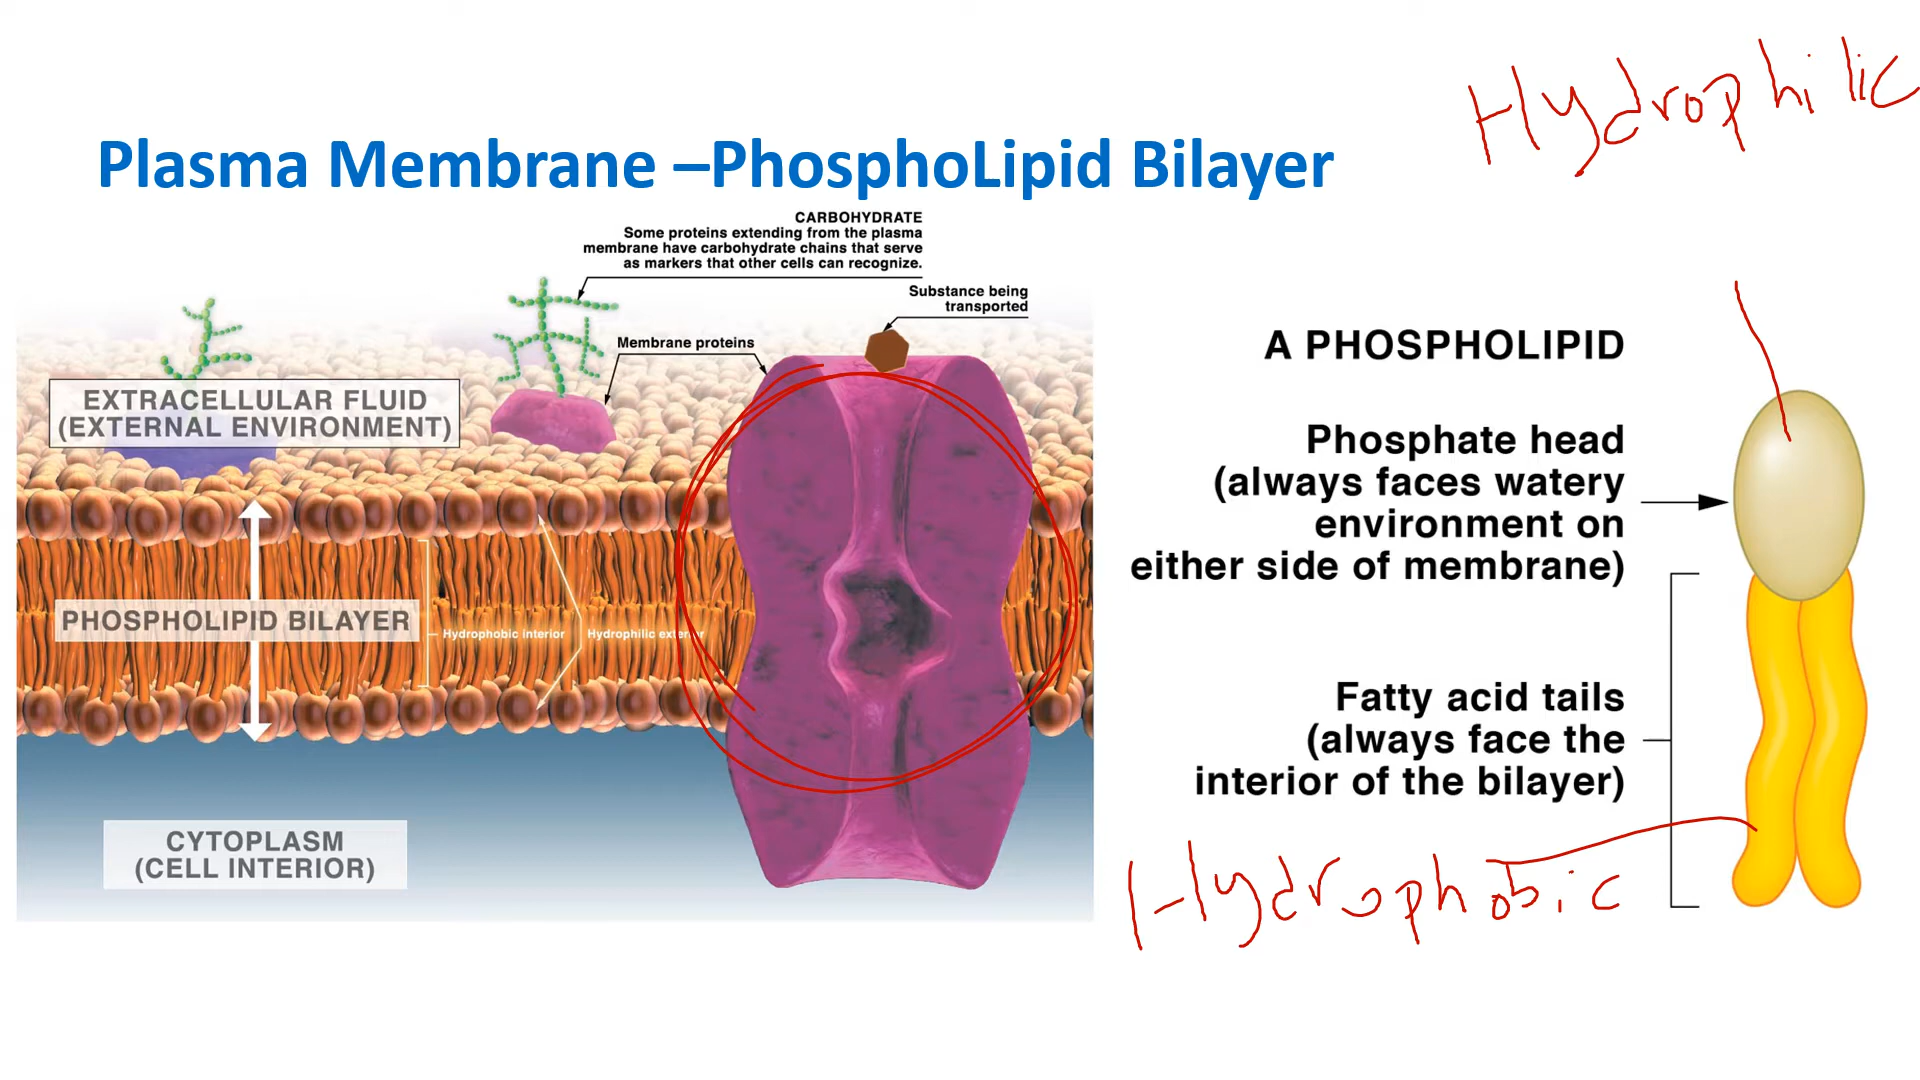 Hydrophilic
Plasma Membrane –PhosphoLipid Bilayer
CARBOHYDRATE
Some proteins extending from the plasma
membrane have carbohydrate chains that serve
as markers that other cells can recognize.
Substance being
transported
Membrane proteins
EXTRACELLULAR FLUID
(EXTERNAL ENVIRONMENT)
PHOSPHOLIPID BILAYER
Hydrophobic interior
Hydrophilic exterior
CYTOPLASM
(CELL INTERIOR)
A PHOSPHOLIPID
Phosphate head
(always faces watery
environment on
either side of membrane)
Fatty acid tails
(always face the
interior of the bilayer)
Hydrophobic